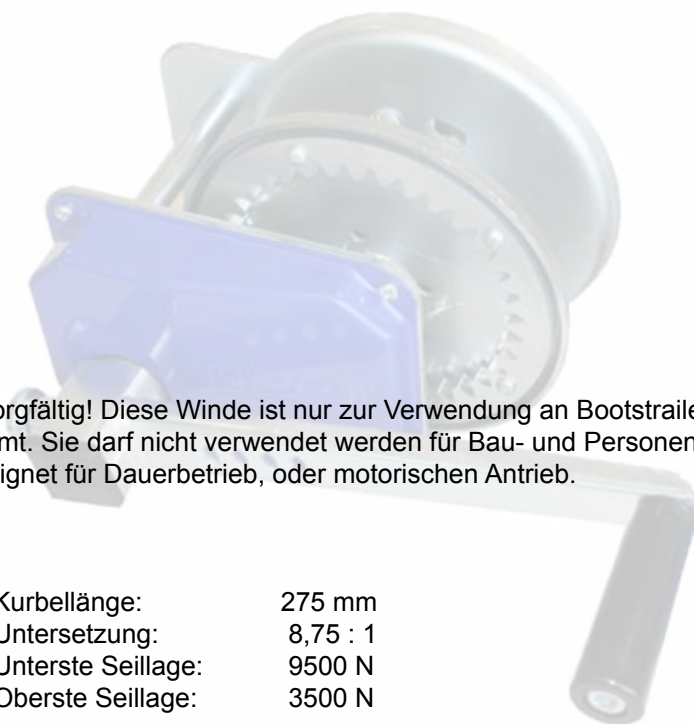 orgfältig! Diese Winde ist nur zur Verwendung an Bootstraile
mt. Sie darf nicht verwendet werden für Bau- und Personen
ignet für Dauerbetrieb, oder motorischen Antrieb.
Kurbellänge: 275 mm
Untersetzung: 8,75 : 1
Unterste Seillage: 9500 N
Oberste Seillage: 3500 N